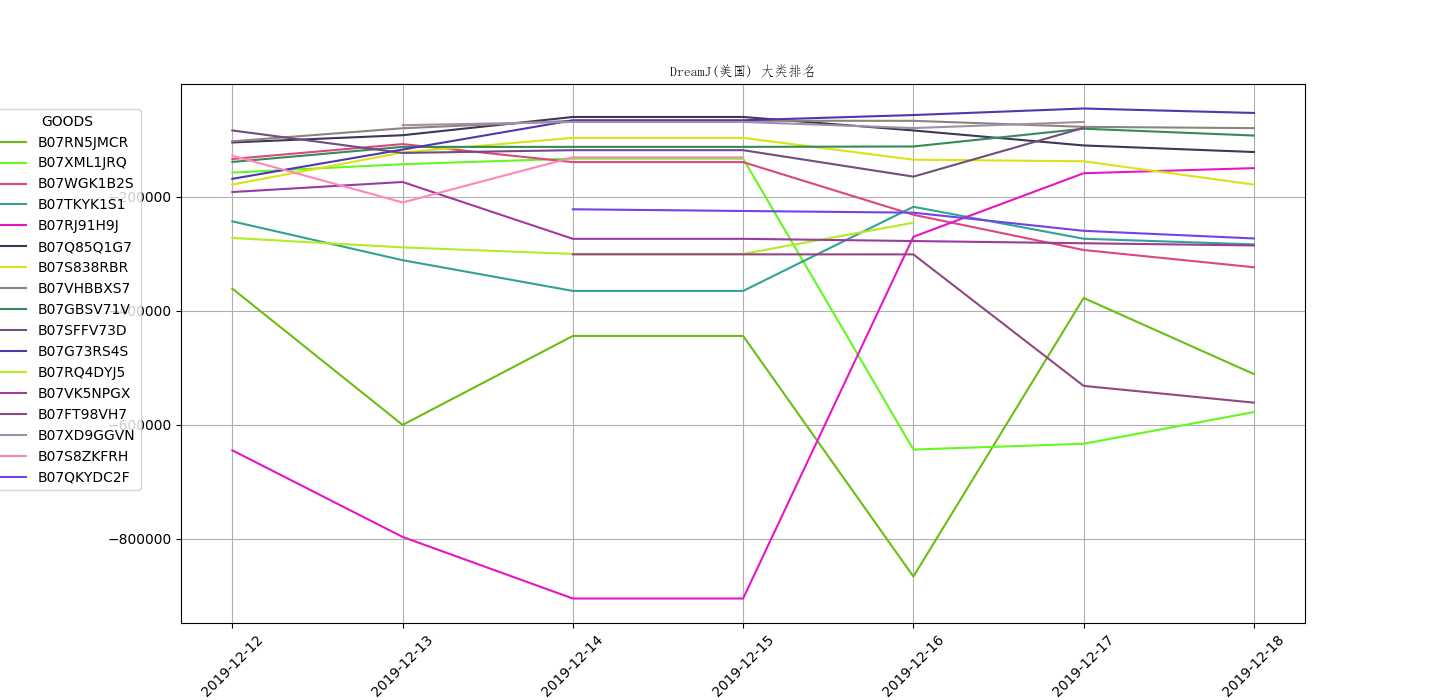 DreamJ(美国) 大类排名
GOODS
B07RN5JMCR
B07XML1JRQ
B07WGK1B2S
B07TKYK1S1
B07RJ91H9J
B07Q85Q1G7
B07S838RBR
B07VHBBXS7
B07GBSV71V
B07SFFV73D
B07G73RS4S
B07RQ4DYJ5
B07VK5NPGX
B07FT98VH7
B07XD9GGVN
B07S8ZKFRH
B07QKYDC2F
−200000
−400000
−600000
−800000
2019-12-12
2019-12-13
2019-12-14
2019-12-15
2019-12-16
2019-12-17
2019-12-18